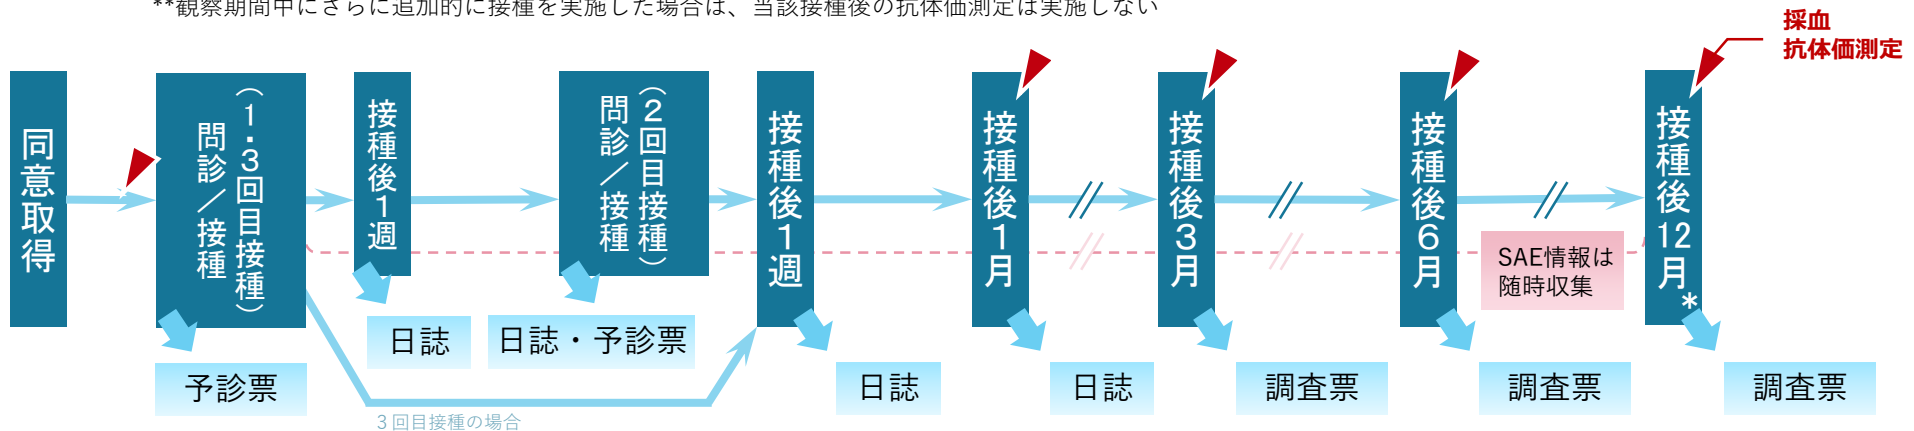 **観察期間中にさらに追加的に接種を実施した場合は、当該接種後の抗体価測定は実施しない
採血
抗体価測定
同意取得
（１・３回目接種）
問診／接種
接種後１週
（２回目接種）
問診／接種
接種後１週
接種後１月
接種後３月
接種後６月
接種後12月
*
SAE情報は
随時収集
日誌
日誌・予診票
予診票
日誌
日誌
調査票
調査票
調査票
３回目接種の場合